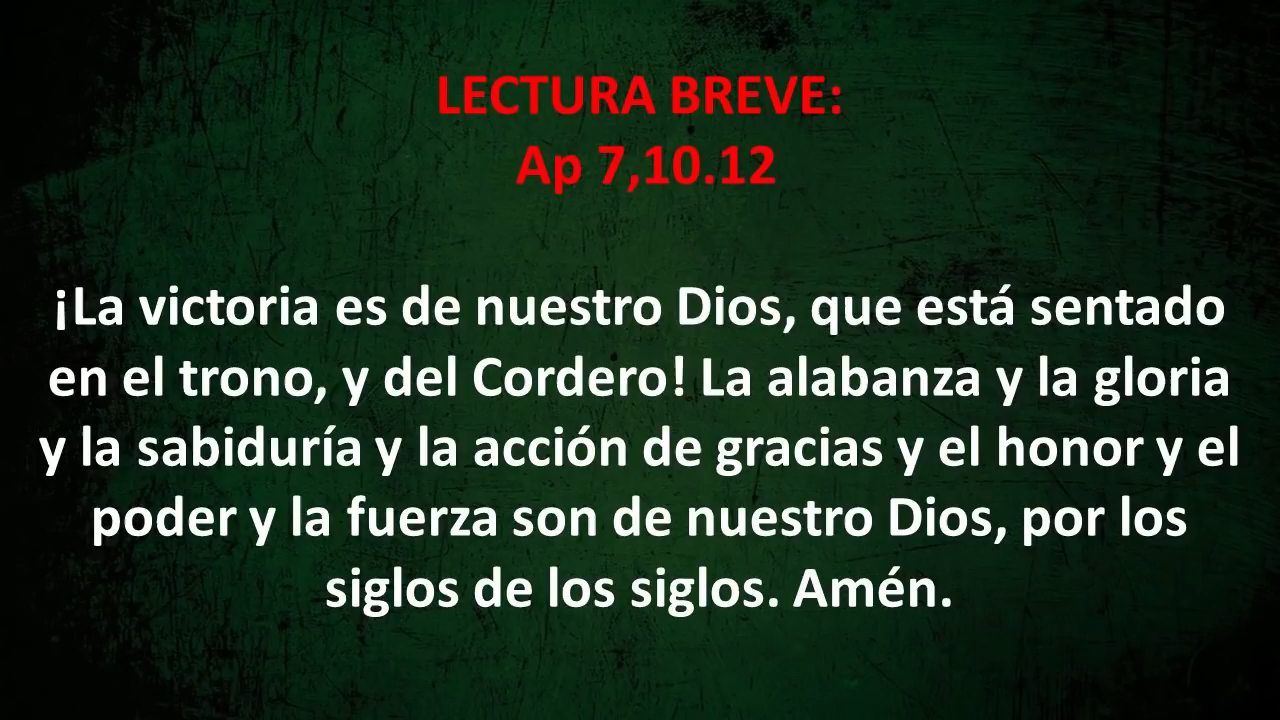 LECTURA BREVE:
Ap 7,10.12
¡La victoria es de nuestro Dios, que está sentado
en el trono, y del Cordero! La alabanza y la gloria
y la sabiduría y la acción de gracias y el honor y el
poder y la fuerza son de nuestro Dios, por los
siglos de los siglos. Amén.